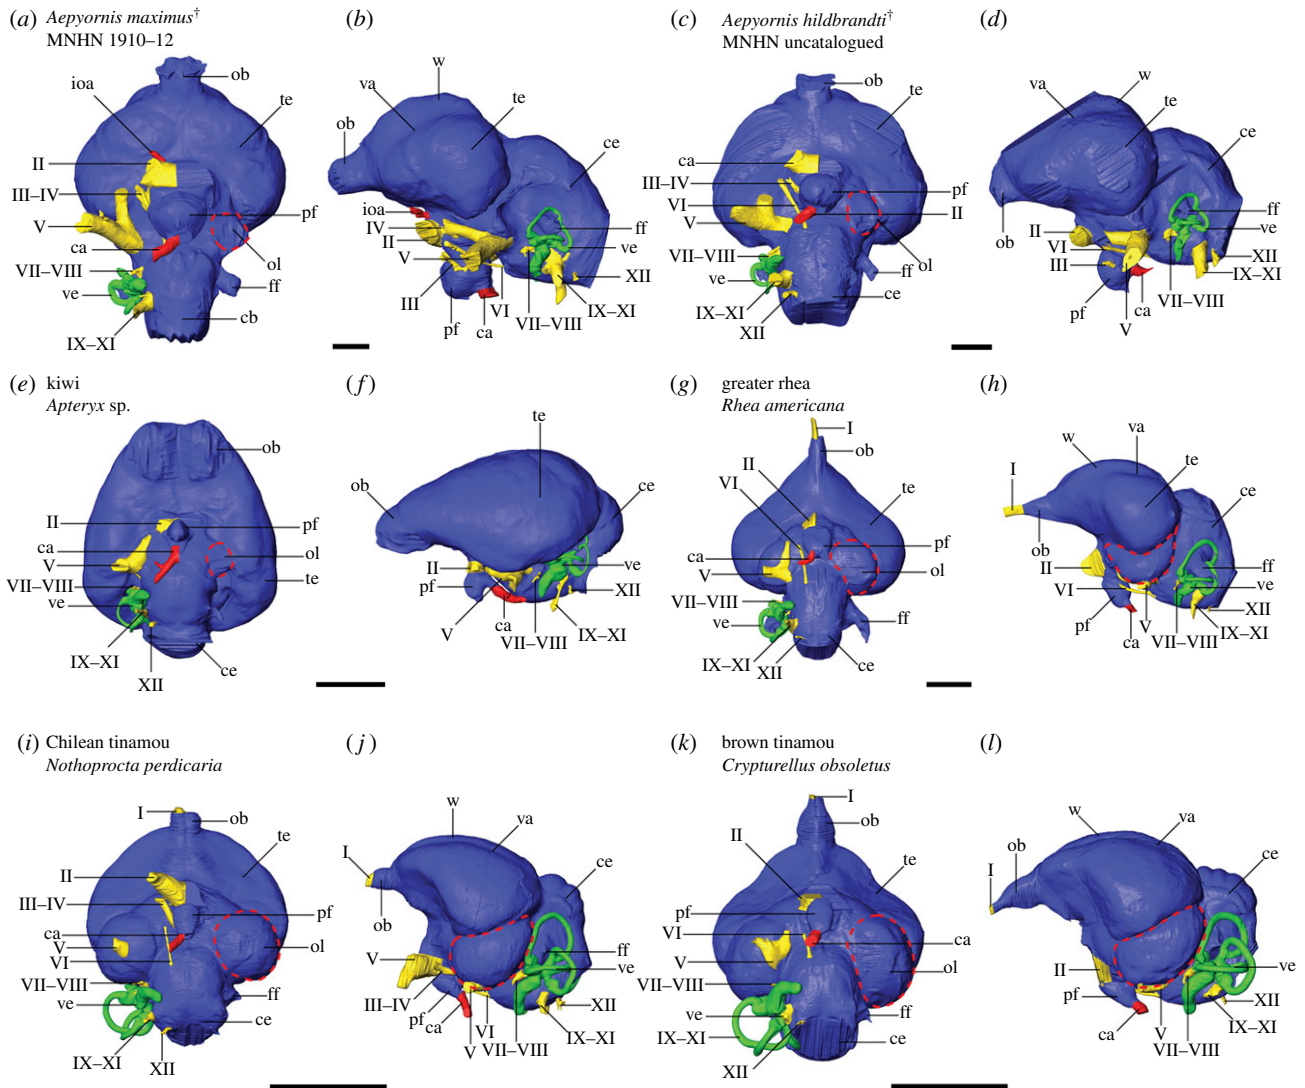 (a) Aepyornis maximus†
MNHN 1910–12
ob
ioa
te
II
III–IV
V
pf
ca
ol
VII–VIII
ve
ff
cb
IX–XI
(b)
w
va
te
ob
ce
ioa
IV
II
V
III
pf
ca
VI
VII–VIII
ff
ve
XII
IX–XI
(c) Aepyornis hildbrandti†
MNHN uncatalogued
ob
te
ca
III–IV
pf
VI
II
V
ol
VII–VIII
ff
ve
ce
IX–XI
XII
(d)
w
va
te
ce
ob
ff
II
ve
VI
XII
III
IX–XI
VII–VIII
pf
ca
V
(e) kiwi
Apteryx sp.
ob
II
pf
ca
ol
V
te
VII–VIII
ve
IX–XI
ce
XII
(f)
te
ob
ce
II
ve
pf
XII
V
ca
VII–VIII
IX–XI
(g) greater rhea
Rhea americana
I
ob
II
VI
te
pf
ca
V
ol
VII–VIII
ve
ff
IX–XI
XII
ce
(h)
va
w
te
I
ce
ob
II
ff
VI
ve
XII
pf
ca
V
VII–VIII
IX–XI
(i) Chilean tinamou
Nothoprocta perdicaria
I
ob
te
II
III–IV
pf
ca
V
ol
VI
VII–VIII
ff
ve
ce
IX–XI
XII
(j)
w
va
I
ce
ob
ff
V
ve
III–IV
XII
pf
ca
VI
IX–XI
V
VII–VIII
(k) brown tinamou
Crypturellus obsoletus
I
ob
II
te
pf
VI
ca
V
ol
VII–VIII
ve
ff
IX–XI
ce
XII
(l)
w
va
ob
ce
I
II
ve
pf
XII
ca
V
IX–XI
VII–VIII